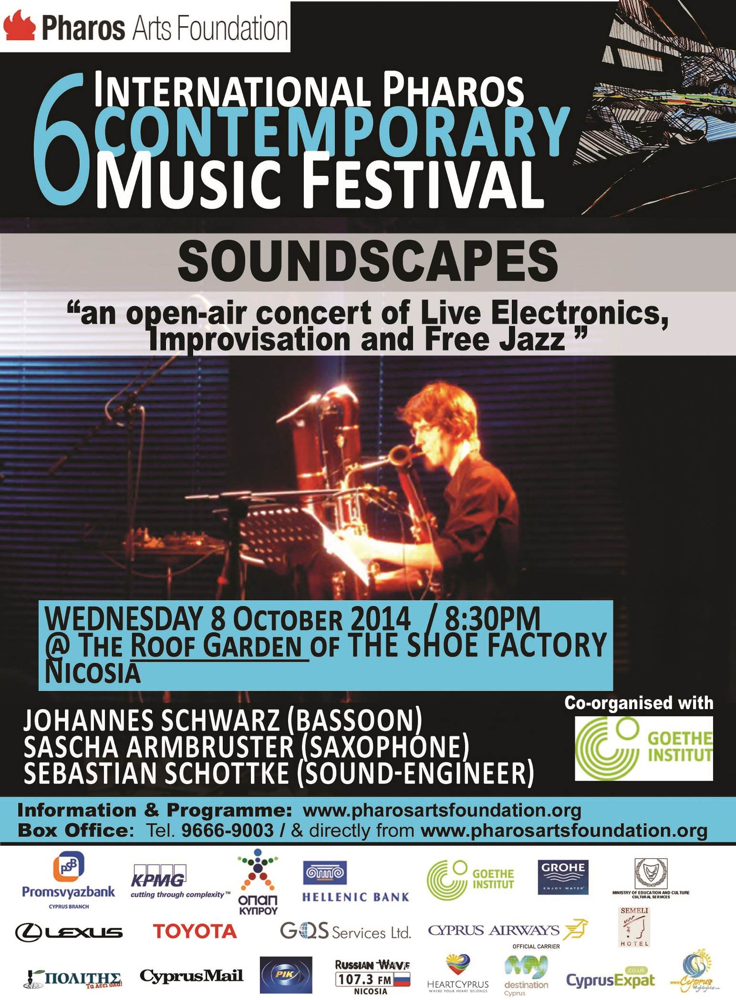 Pharos Arts Foundation
6 INTERNATIONAL PHAROS
CONTEMPORARY
MUSIC FESTIVAL
SOUNDSCAPES
“an open-air concert of Live Electronics,
Improvisation and Free Jazz ”
WEDNESDAY 8 OCTOBER 2014 / 8:30PM
@ THE ROOF GARDEN OF THE SHOE FACTORY
NICOSIA
Co-organised with
GOETHE
INSTITUT
JOHANNES SCHWARZ (BASSOON)
SASCHA ARMBRUSTER (SAXOPHONE)
SEBASTIAN SCHOTTKE (SOUND-ENGINEER)
Information & Programme: www.pharosartsfoundation.org
Box Office: Tel. 9666-9003 / & directly from www.pharosartsfoundation.org
PSB
Promsvyazbank
CYPRUS BRANCH
KPMG
cutting through complexity™
οπαπ
ΚΥΠΡΟΥ
HELLENIC BANK
GOETHE
INSTITUT
GROHE
ENJOY WATER®
MINISTRY OF EDUCATION AND CULTURE
CULTURAL SERVICES
LEXUS
TOYOTA
GQS Services Ltd.
CYPRUS AIRWAYS
OFFICIAL CARRIER
SEMELI
HOTEL
ΠΟΛΙΤΗΣ
Τα λέει όλα!
CyprusMail
ΡΙΚ
RUSSIAN WAVE
107.3 FM
NICOSIA
HEARTCYPRUS
WHERE YOUR HEART BELONGS
my
destination
Cyprus
.co.uk
CyprusExpat
www.Cyprus
Highlights.com